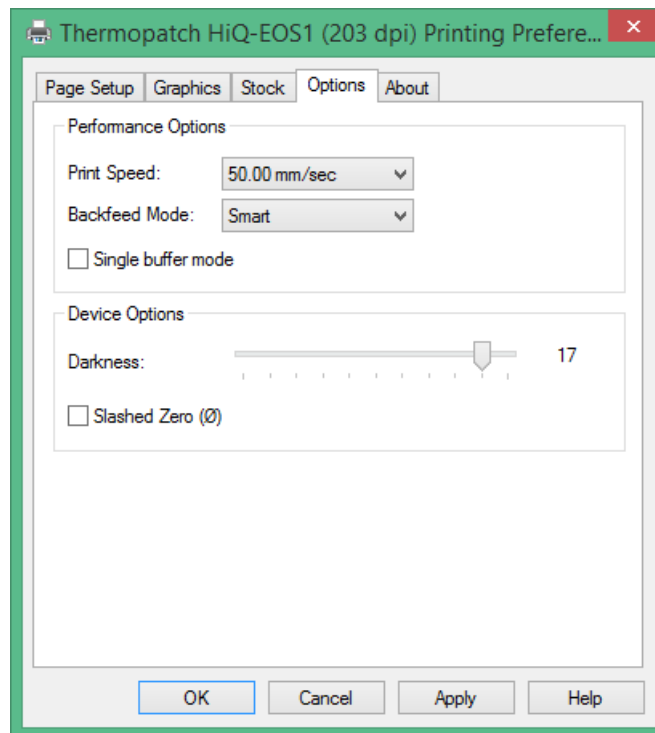 Thermopatch HiQ-EOS1 (203 dpi) Printing Prefere...
Page Setup Graphics Stock Options About
Performance Options
Print Speed: 50.00 mm/sec
Backfeed Mode: Smart
Single buffer mode
Device Options
Darkness: 17
Slashed Zero (Ø)
OK Cancel Apply Help